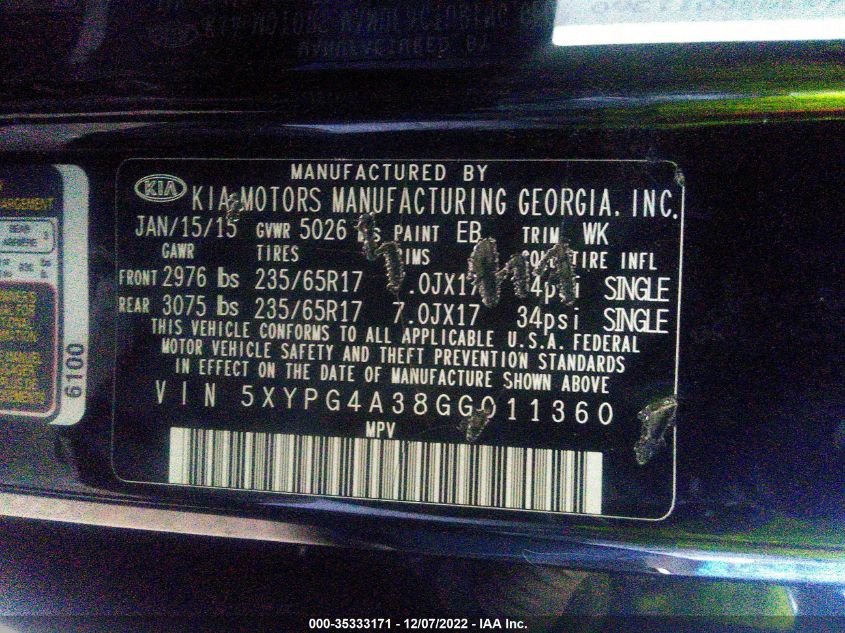 KIA
MANUFACTURED BY
KIA MOTORS MANUFACTURING GEORGIA, INC.
JAN/15/15 GVWR 5026 PAINT EB TRIM WK
GAWR TIRES TIRE INFL
FRONT 2976 lbs 235/65R17 SINGLE
REAR 3075 lbs 235/65R17 7.0JX17 34psi SINGLE
THIS VEHICLE CONFORMS TO ALL APPLICABLE U.S.A. FEDERAL
MOTOR VEHICLE SAFETY AND THEFT PREVENTION STANDARDS
IN EFFECT ON THE DATE OF MANUFACTURE SHOWN ABOVE
VIN 5XYPG4A38GG011360
MPV
6100
000-35333171 - 12/07/2022 - IAA Inc.